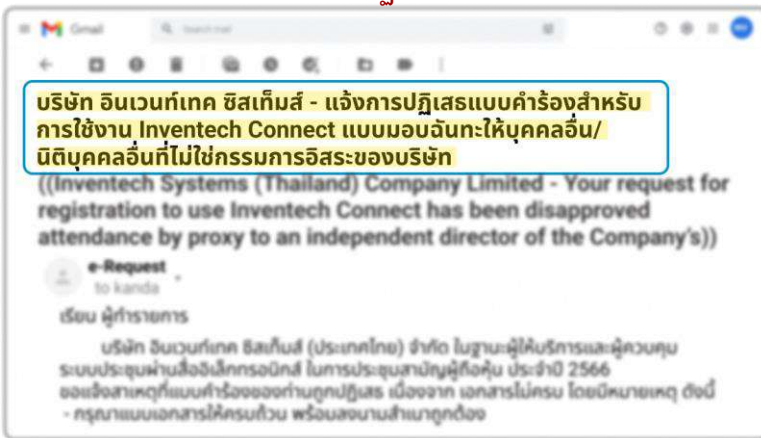 Gmail
Search mail
บริษัท อินเวนท์เทค ซิสเท็มส์ - แจ้งการปฏิเสธแบบคำร้องสำหรับ
การใช้งาน Inventech Connect แบบมอบฉันทะให้บุคคลอื่น/
นิติบุคคลอื่นที่ไม่ใช่กรรมการอิสระของบริษัท
((Inventech Systems (Thailand) Company Limited - Your request for
registration to use Inventech Connect has been disapproved
attendance by proxy to an independent director of the Company's))
e-Request
to kanda
เรียน ผู้ทำรายการ
บริษัท อินเวนท์เทค ซิสเท็มส์ (ประเทศไทย) จำกัด ในฐานะผู้ให้บริการและผู้ควบคุม
ระบบประชุมผ่านสื่ออิเล็กทรอนิกส์ ในการประชุมสามัญผู้ถือหุ้น ประจำปี 2566
ขอแจ้งสาเหตุที่แบบคำร้องของท่านถูกปฏิเสธ เนื่องจาก เอกสารไม่ครบ โดยมีหมายเหตุ ดังนี้
- กรุณาแนบเอกสารให้ครบถ้วน พร้อมลงนามสำเนาถูกต้อง